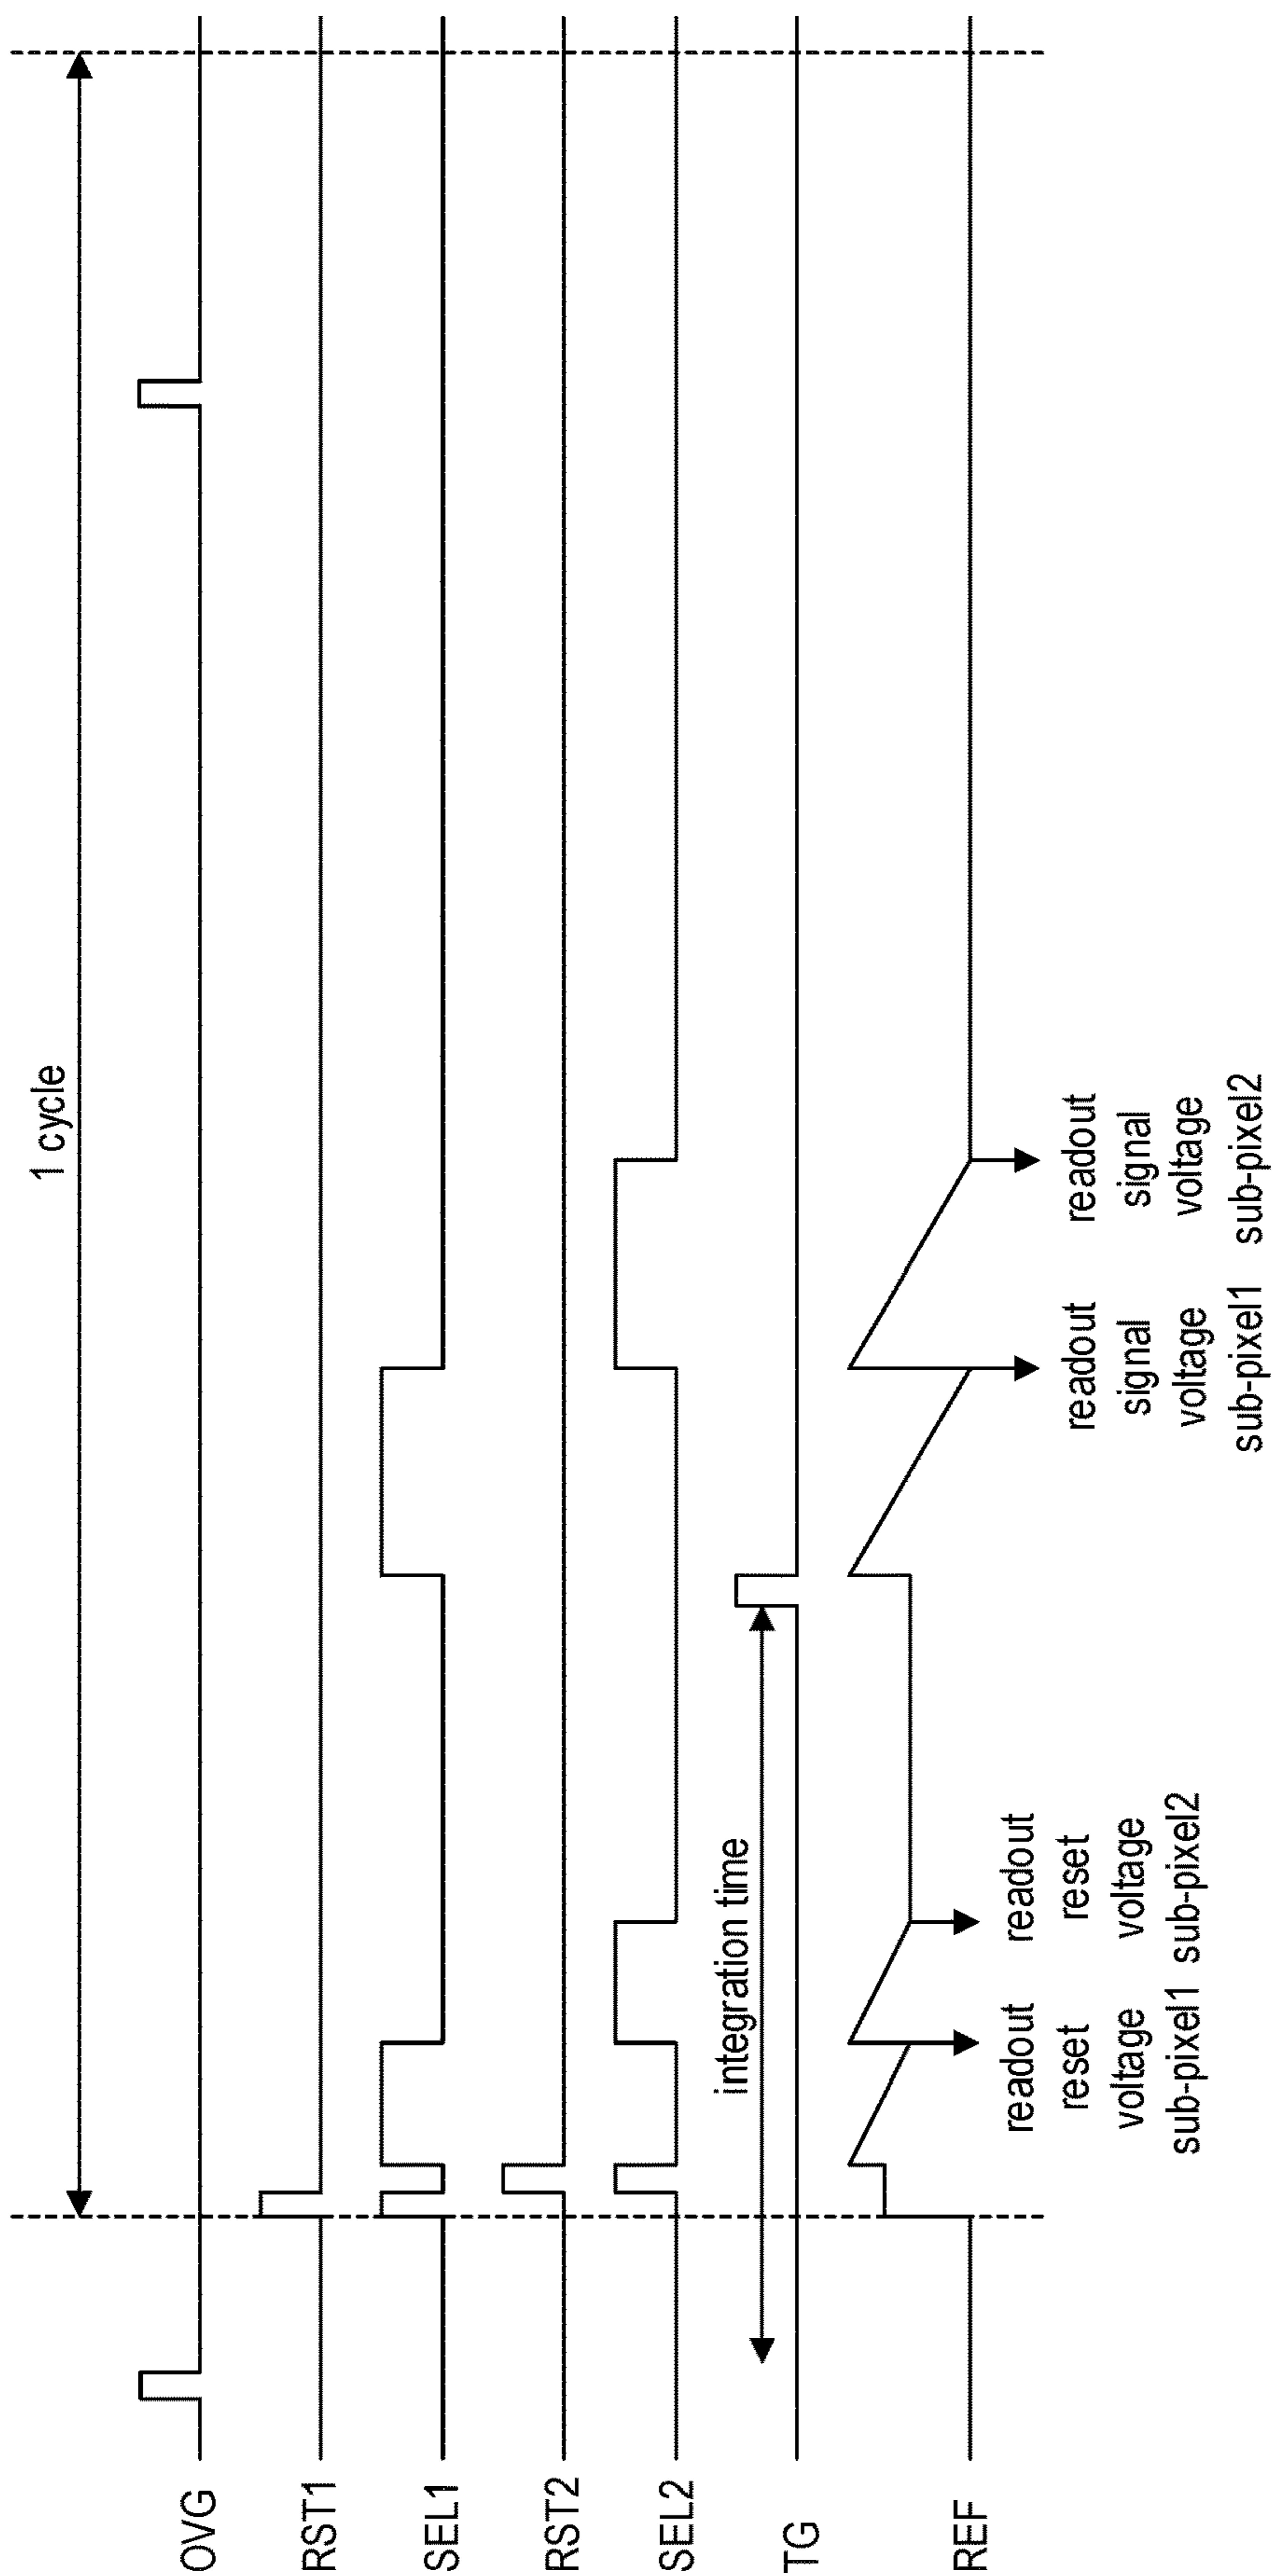 1 cycle
OVG
RST1
SEL1
RST2
SEL2
integration time
TG
REF
readout
reset
voltage
sub-pixel1
readout
reset
voltage
sub-pixel2
readout
signal
voltage
sub-pixel1
readout
signal
voltage
sub-pixel2